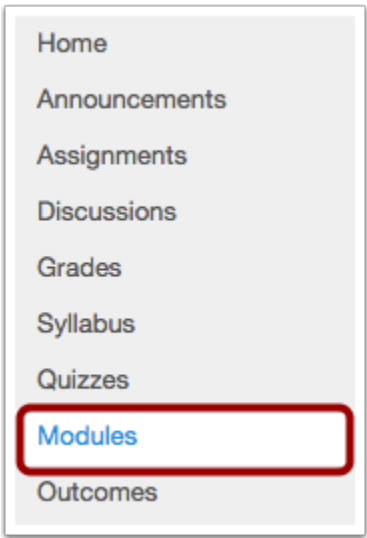 Home
Announcements
Assignments
Discussions
Grades
Syllabus
Quizzes
Modules
Outcomes